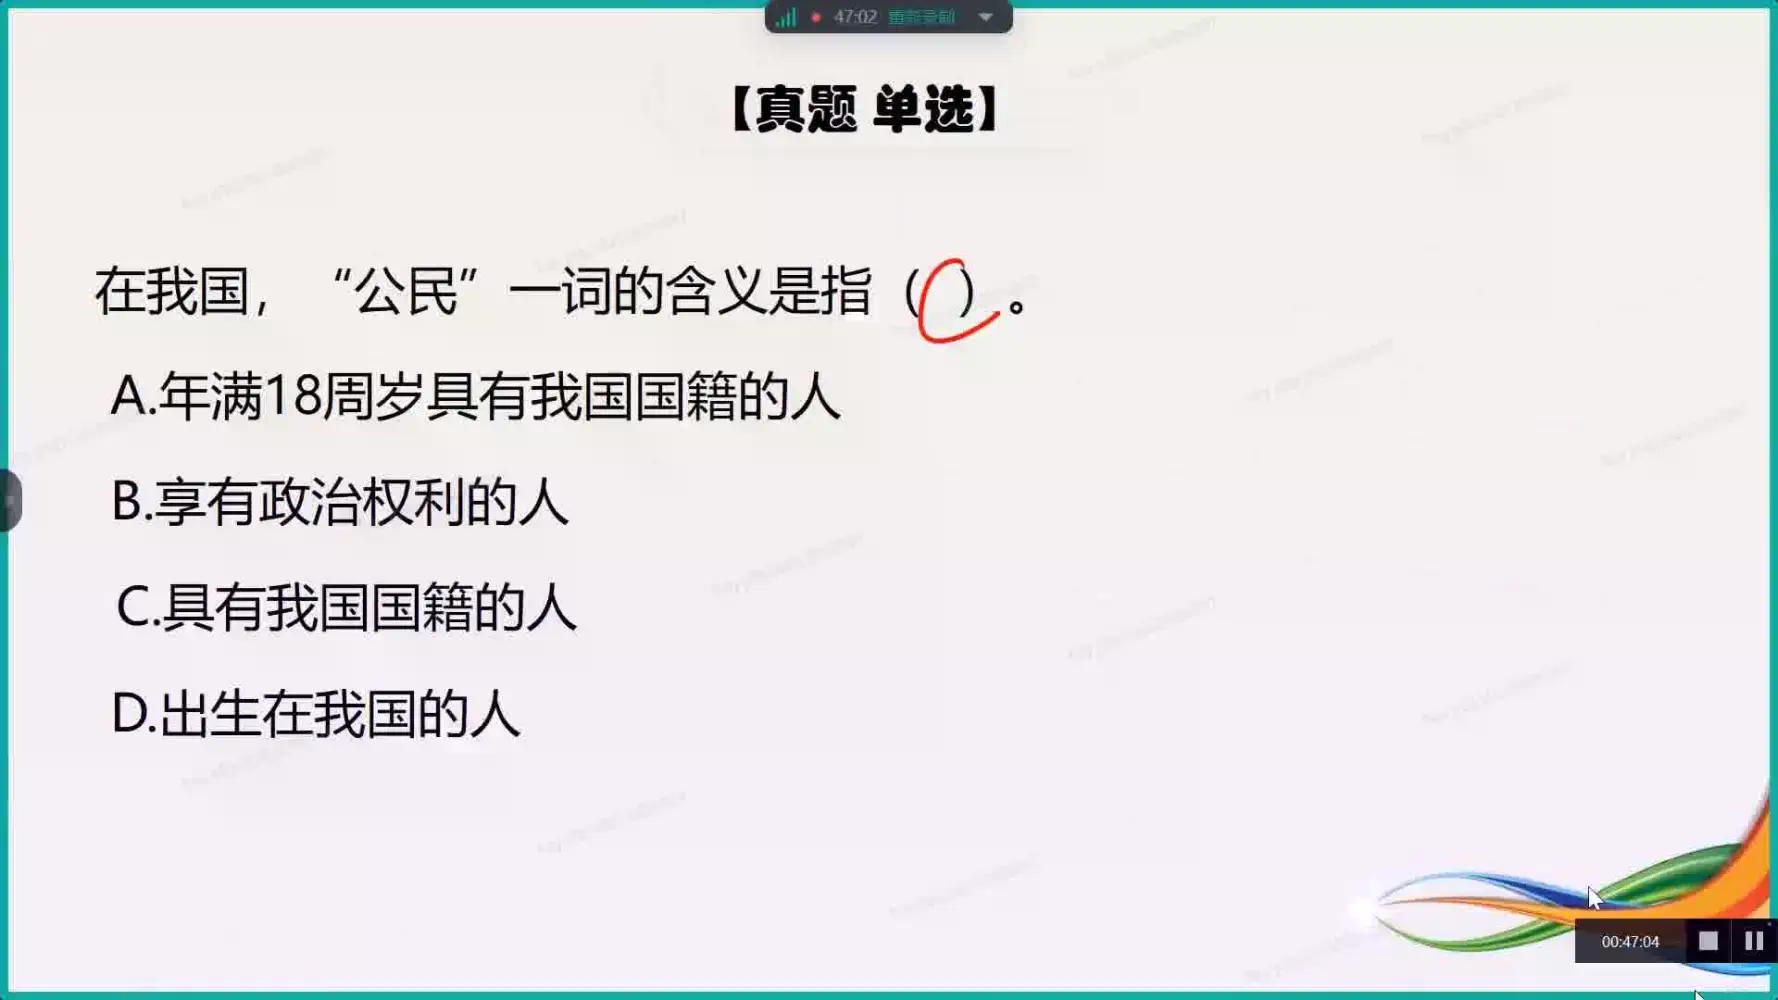 47:02
【真题 单选】
在我国，“公民”一词的含义是指（ ）。
A.年满18周岁具有我国国籍的人
B.享有政治权利的人
C.具有我国国籍的人
D.出生在我国的人
00:47:04